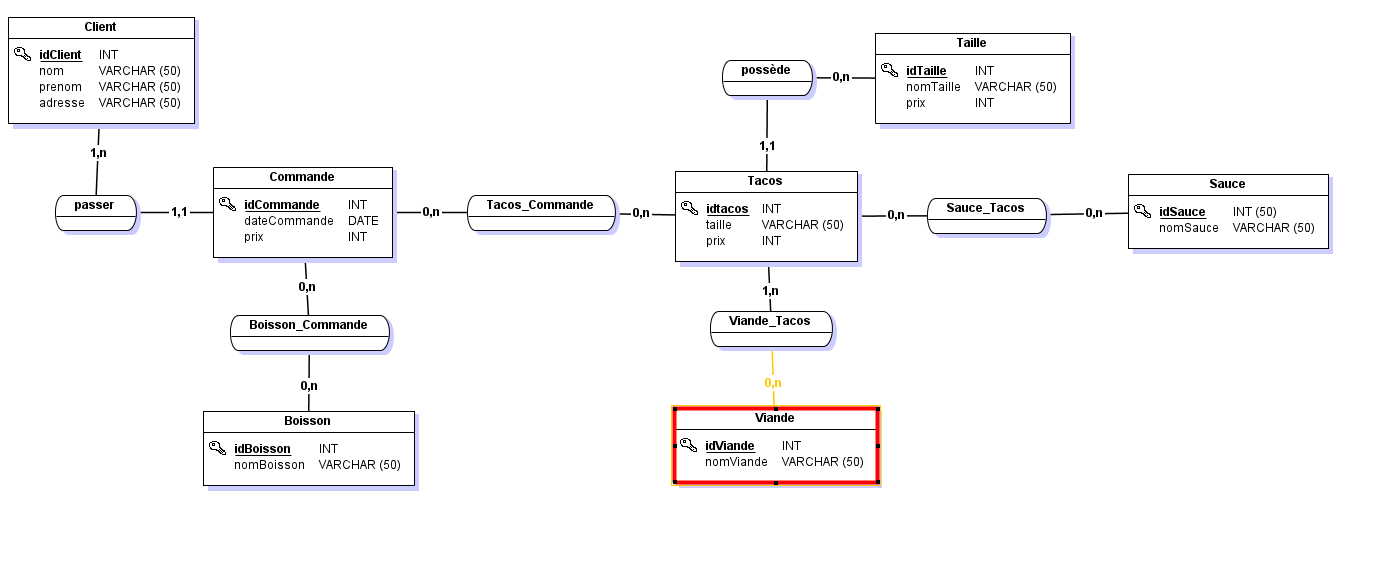 Client
idClient INT
nom VARCHAR (50)
prenom VARCHAR (50)
adresse VARCHAR (50)
1,n
passer
1,1
Commande
idCommande INT
dateCommande DATE
prix INT
0,n
Tacos_Commande
0,n
0,n
Boisson_Commande
0,n
Boisson
idBoisson INT
nomBoisson VARCHAR (50)
possède
0,n
Taille
idTaille INT
nomTaille VARCHAR (50)
prix INT
1,1
Tacos
idtacos INT
taille VARCHAR (50)
prix INT
0,n
Sauce_Tacos
0,n
Sauce
idSauce INT (50)
nomSauce VARCHAR (50)
1,n
Viande_Tacos
0,n
Viande
idViande INT
nomViande VARCHAR (50)